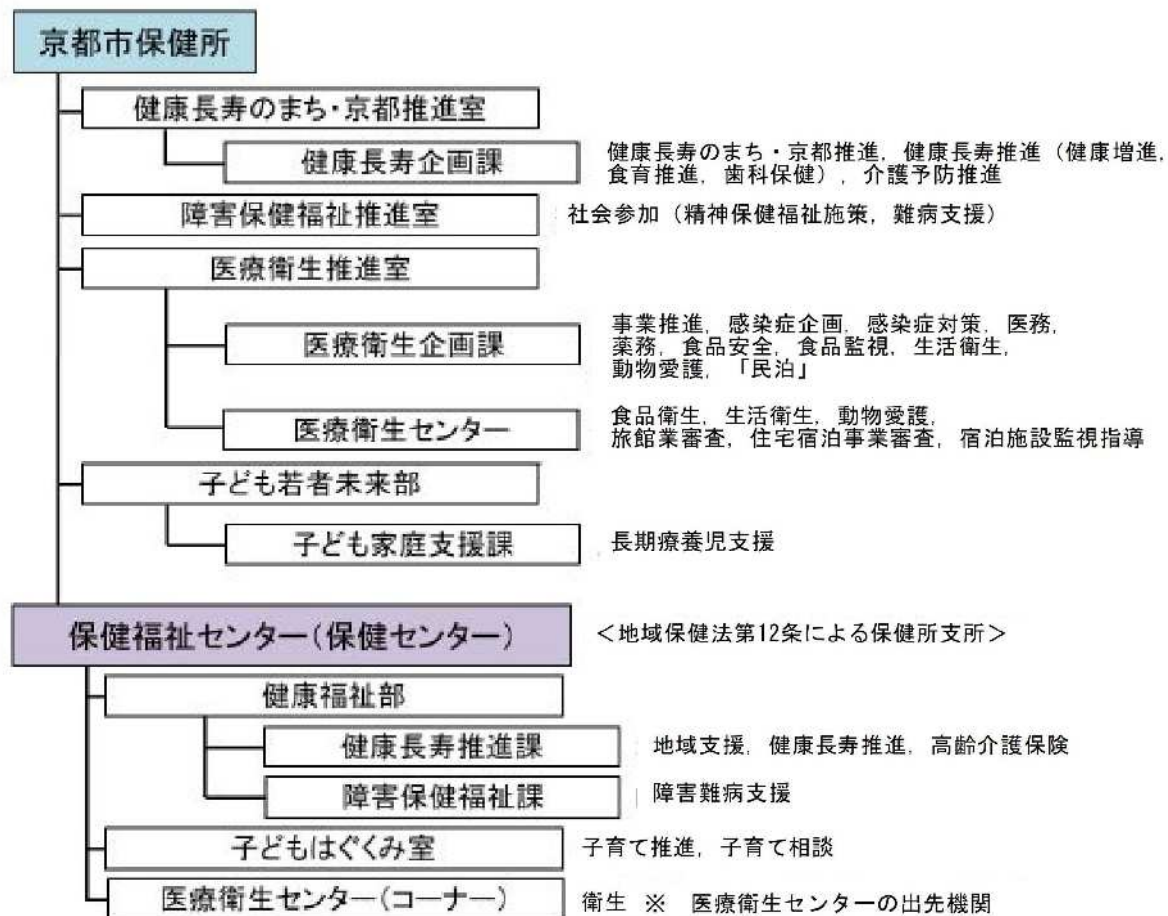 京都市保健所
健康長寿のまち・京都推進室
健康長寿企画課
健康長寿のまち・京都推進，健康長寿推進（健康増進，
食育推進，歯科保健），介護予防推進
障害保健福祉推進室
社会参加（精神保健福祉施策，難病支援）
医療衛生推進室
医療衛生企画課
事業推進，感染症企画，感染症対策，医務，
薬務，食品安全，食品監視，生活衛生，
動物愛護，「民泊」
医療衛生センター
食品衛生，生活衛生，動物愛護，
旅館業審査，住宅宿泊事業審査，宿泊施設監視指導
子ども若者未来部
子ども家庭支援課
長期療養児支援
保健福祉センター(保健センター)
＜地域保健法第12条による保健所支所＞
健康福祉部
健康長寿推進課
地域支援，健康長寿推進，高齢介護保険
障害保健福祉課
障害難病支援
子どもはぐくみ室
子育て推進，子育て相談
医療衛生センター(コーナー)
衛生 ※ 医療衛生センターの出先機関